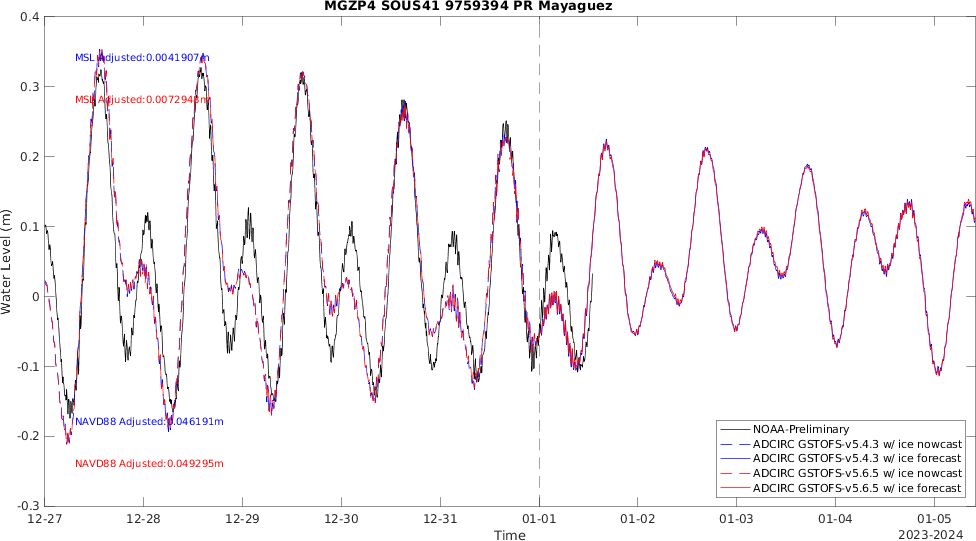 MGZP4 SOUS41 9759394 PR Mayaguez
0.4
0.3
0.2
0.1
0
-0.1
-0.2
-0.3
Water Level (m)
MSL Adjusted:0.0041907m
MSL Adjusted:0.0072948m
NAVD88 Adjusted:0.046191m
NAVD88 Adjusted:0.049295m
NOAA-Preliminary
ADCIRC GSTOFS-v5.4.3 w/ ice nowcast
ADCIRC GSTOFS-v5.4.3 w/ ice forecast
ADCIRC GSTOFS-v5.6.5 w/ ice nowcast
ADCIRC GSTOFS-v5.6.5 w/ ice forecast
12-27 12-28 12-29 12-30 12-31 01-01 01-02 01-03 01-04 01-05
Time
2023-2024